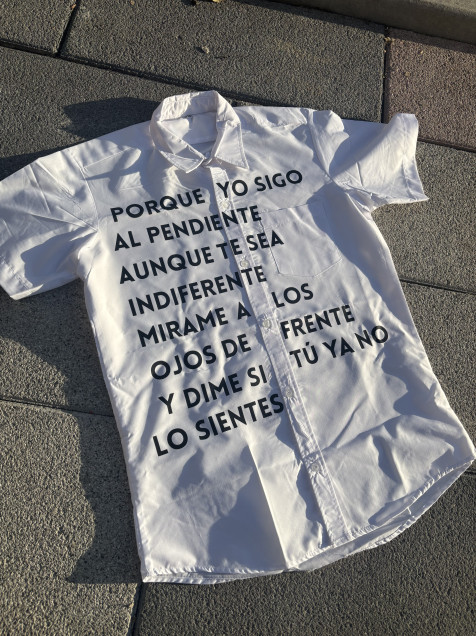 PORQUE YO SIGO
AL PENDIENTE
AUNQUE TE SEA
INDIFERENTE
MIRAME A LOS
OJOS DE FRENTE
Y DIME SI TÚ YA NO
LO SIENTES